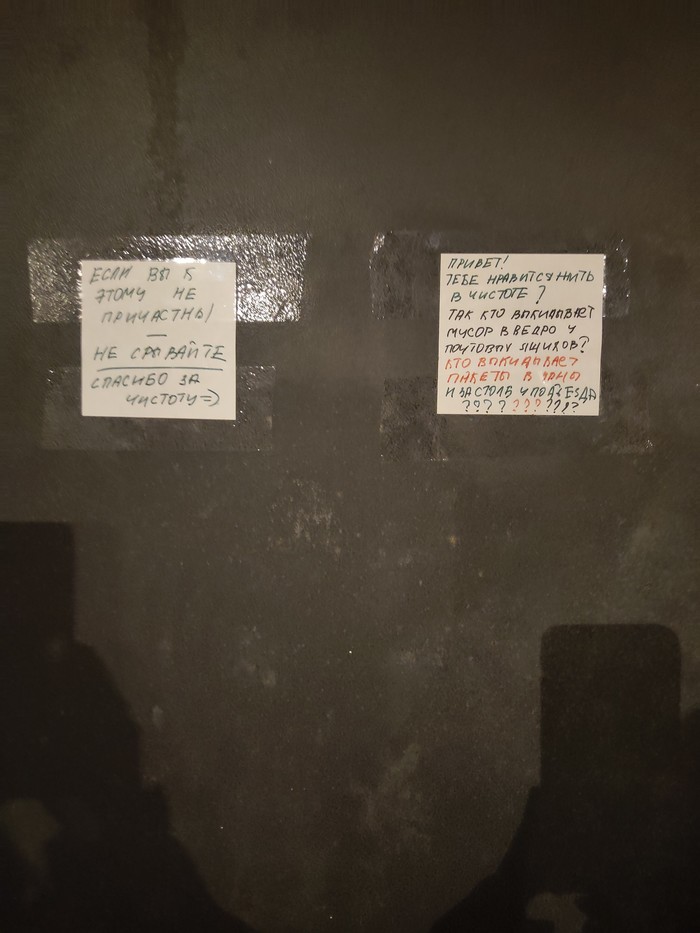 ЕСЛИ ВЫ К
ЭТОМУ НЕ
ПРИЧАСТНЫ/
—
НЕ СРЫВАЙТЕ
СПАСИБО ЗА
ЧИСТОТУ=)
ПРИВЕТ!
ТЕБЕ НРАВИТСЯ ЖИТЬ
В ЧИСТОТЕ?
ТАК КТО ВЫКИДЫВАЕТ
МУСОР В ВЕДРО У
ПОЧТОВЫХ ЯЩИКОВ?
КТО ВЫКИДЫВАЕТ
ПАКЕТЫ В
И ЗА СТОЛБ У ПОДЪЕЗДА
??????????